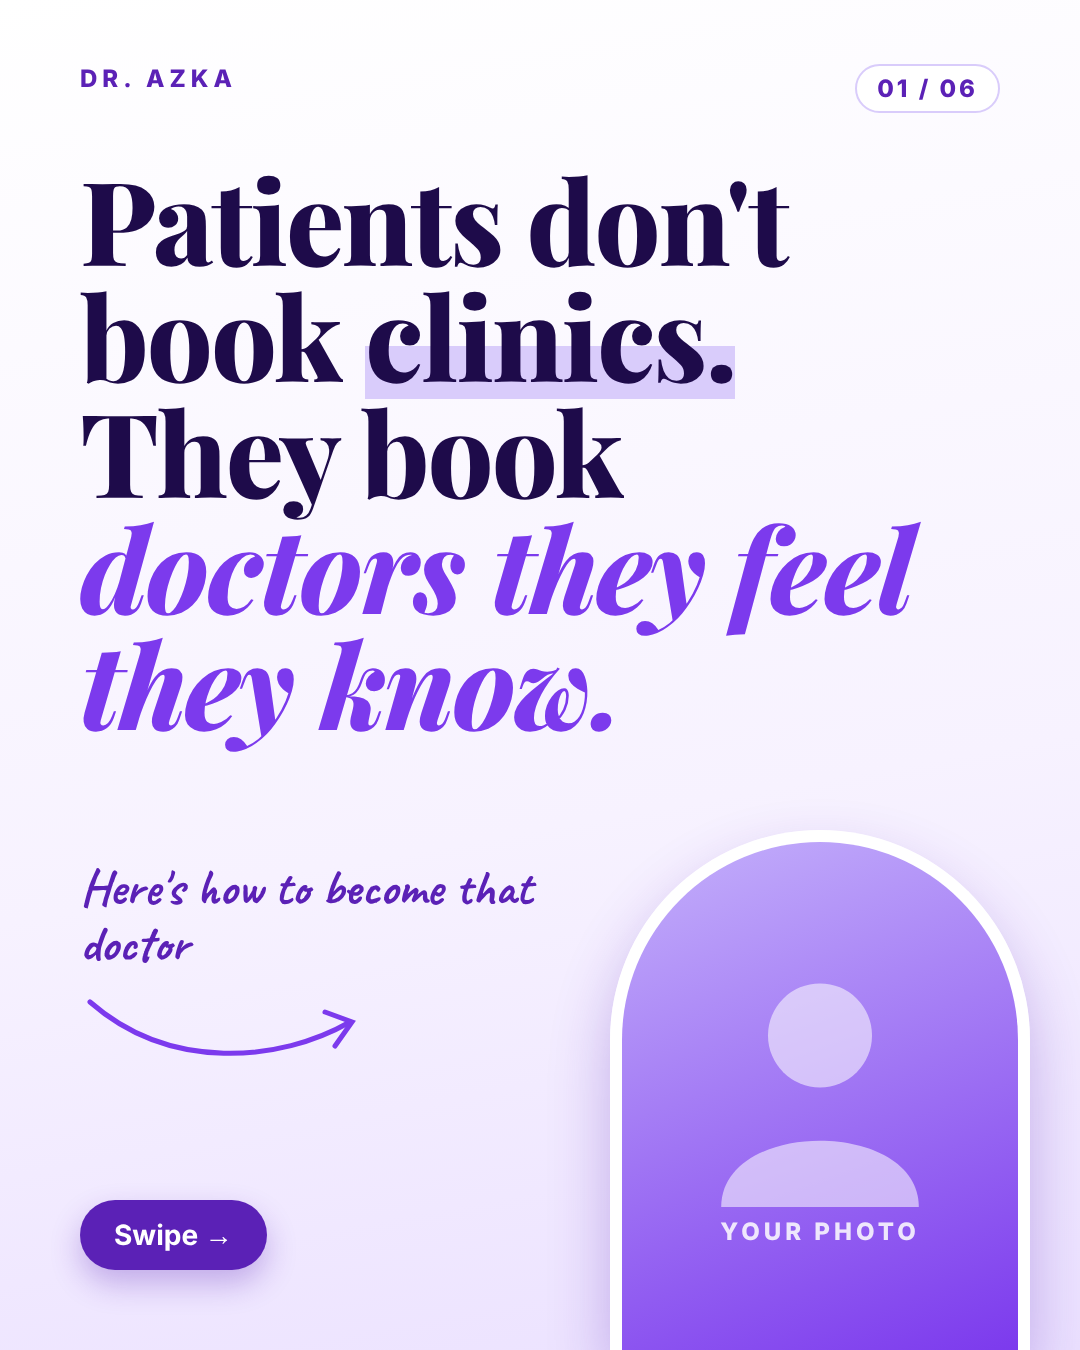 DR. AZKA
01 / 06
Patients don't
book clinics.
They book
doctors they feel
they know.
Here's how to become that
doctor
Swipe →
YOUR PHOTO